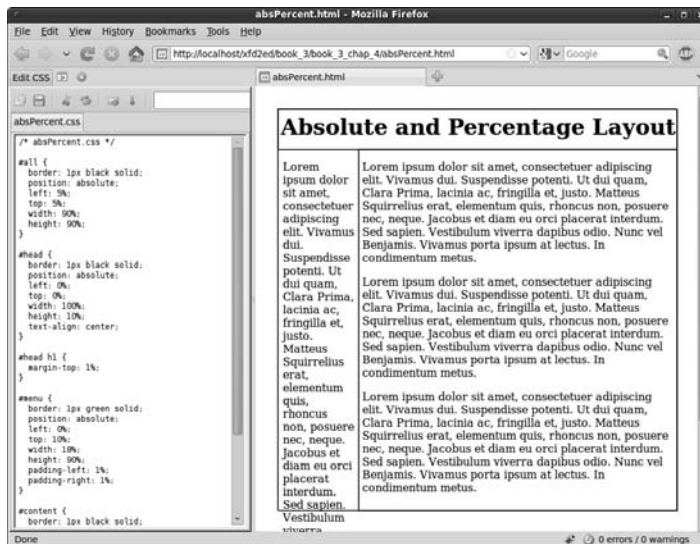 absPercent.html - Mozilla Firefox
File Edit View History Bookmarks Tools Help
http://localhost/xfd2ed/book_3/book_3_chap_4/absPercent.html
Google
Edit CSS
absPercent.html
absPercent.css
/* absPercent.css */
#all {
border: 1px black solid;
position: absolute;
left: 5%;
top: 5%;
width: 90%;
height: 90%;
}
#head {
border: 1px black solid;
position: absolute;
left: 0%;
top: 0%;
width: 100%;
height: 10%;
text-align: center;
}
#head h1 {
margin-top: 1%;
}
#menu {
border: 1px green solid;
position: absolute;
left: 0%;
top: 10%;
width: 18%;
height: 90%;
padding-left: 1%;
padding-right: 1%;
}
#content {
border: 1px black solid;
Absolute and Percentage Layout
Lorem
ipsum dolor
sit amet,
consectetuer
adipiscing
elit. Vivamus
dui.
Suspendisse
potenti. Ut
dui quam,
Clara Prima,
lacinia ac,
fringilla et,
justo.
Matteus
Squirrelius
erat,
elementum
quis,
rhoncus
non, posuere
nec, neque.
Jacobus et
diam eu orci
placerat
interdum.
Sed sapien.
Vestibulum
viverra
Lorem ipsum dolor sit amet, consectetuer adipiscing
elit. Vivamus dui. Suspendisse potenti. Ut dui quam,
Clara Prima, lacinia ac, fringilla et, justo. Matteus
Squirrelius erat, elementum quis, rhoncus non, posuere
nec, neque. Jacobus et diam eu orci placerat interdum.
Sed sapien. Vestibulum viverra dapibus odio. Nunc vel
Benjamis. Vivamus porta ipsum at lectus. In
condimentum metus.
Lorem ipsum dolor sit amet, consectetuer adipiscing
elit. Vivamus dui. Suspendisse potenti. Ut dui quam,
Clara Prima, lacinia ac, fringilla et, justo. Matteus
Squirrelius erat, elementum quis, rhoncus non, posuere
nec, neque. Jacobus et diam eu orci placerat interdum.
Sed sapien. Vestibulum viverra dapibus odio. Nunc vel
Benjamis. Vivamus porta ipsum at lectus. In
condimentum metus.
Lorem ipsum dolor sit amet, consectetuer adipiscing
elit. Vivamus dui. Suspendisse potenti. Ut dui quam,
Clara Prima, lacinia ac, fringilla et, justo. Matteus
Squirrelius erat, elementum quis, rhoncus non, posuere
nec, neque. Jacobus et diam eu orci placerat interdum.
Sed sapien. Vestibulum viverra dapibus odio. Nunc vel
Benjamis. Vivamus porta ipsum at lectus. In
condimentum metus.
Done
0 errors / 0 warnings